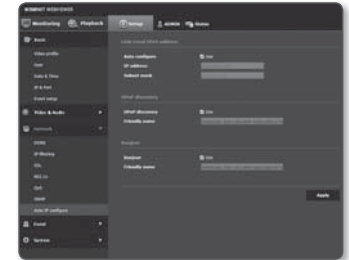 WISENET WEBVIEWER
Monitoring
Playback
Setup
ADMIN
Status
Basic
Video profile
User
Date & Time
IP & Port
Event setup
Video & Audio
Network
DDNS
IP filtering
SSL
802.1x
QoS
SNMP
Auto IP configure
Event
System
Link-Local IPv4 address
Auto configure
Use
IP address
Subnet mask
UPnP discovery
UPnP discovery
Use
Friendly name
Bonjour
Bonjour
Use
Friendly name
Apply